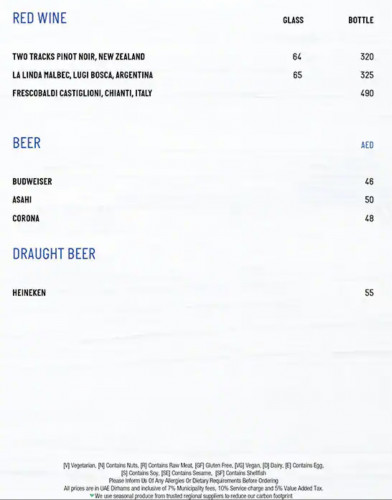 RED WINE GLASS BOTTLE
TWO TRACKS PINOT NOIR, NEW ZEALAND 64 320
LA LINDA MALBEC, LUGI BOSCA, ARGENTINA 65 325
FRESCOBALDI CASTIGLIONI, CHIANTI, ITALY 490
BEER AED
BUDWEISER 46
ASAHI 50
CORONA 48
DRAUGHT BEER
HEINEKEN 55
[V] Vegetarian. [N] Contains Nuts, [R] Contains Raw Meat, [GF] Gluten Free, [VG] Vegan, [D] Dairy, [E] Contains Egg,
[S] Contains Soy, [SE] Contains Sesame, [SF] Contains Shellfish
Please Inform Us Of Any Allergies Or Dietary Requirements Before Ordering
All prices are in UAE Dirhams and inclusive of 7% Municipality fees, 10% Service charge and 5% Value Added Tax.
We use seasonal produce from trusted regional suppliers to reduce our carbon footprint